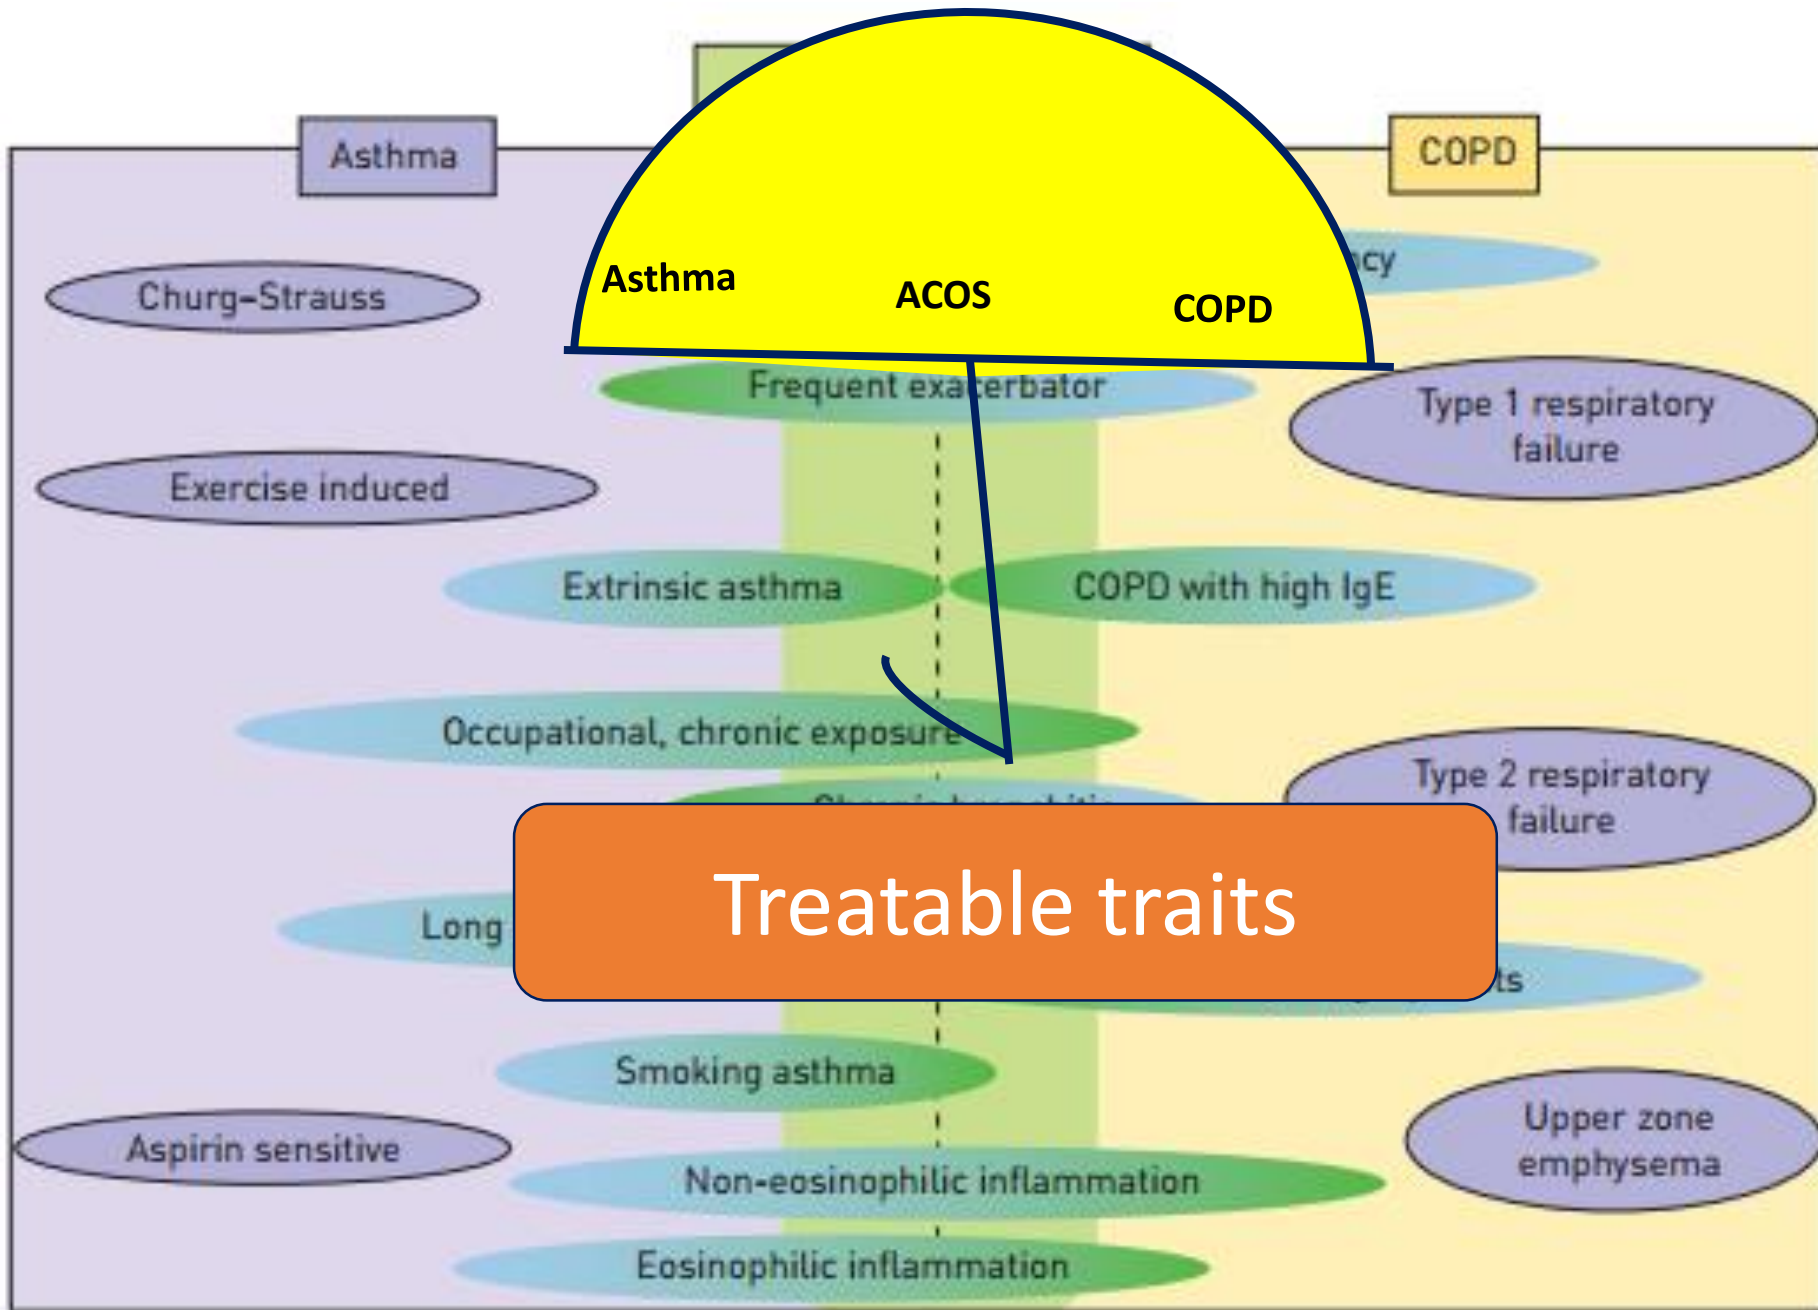 Asthma
COPD
Asthma
ACOS
COPD
Churg–Strauss
Frequent exacerbator
Type 1 respiratory
failure
Exercise induced
Extrinsic asthma
COPD with high IgE
Occupational, chronic exposure
Type 2 respiratory
failure
Treatable traits
Long
Smoking asthma
Upper zone
emphysema
Aspirin sensitive
Non-eosinophilic inflammation
Eosinophilic inflammation